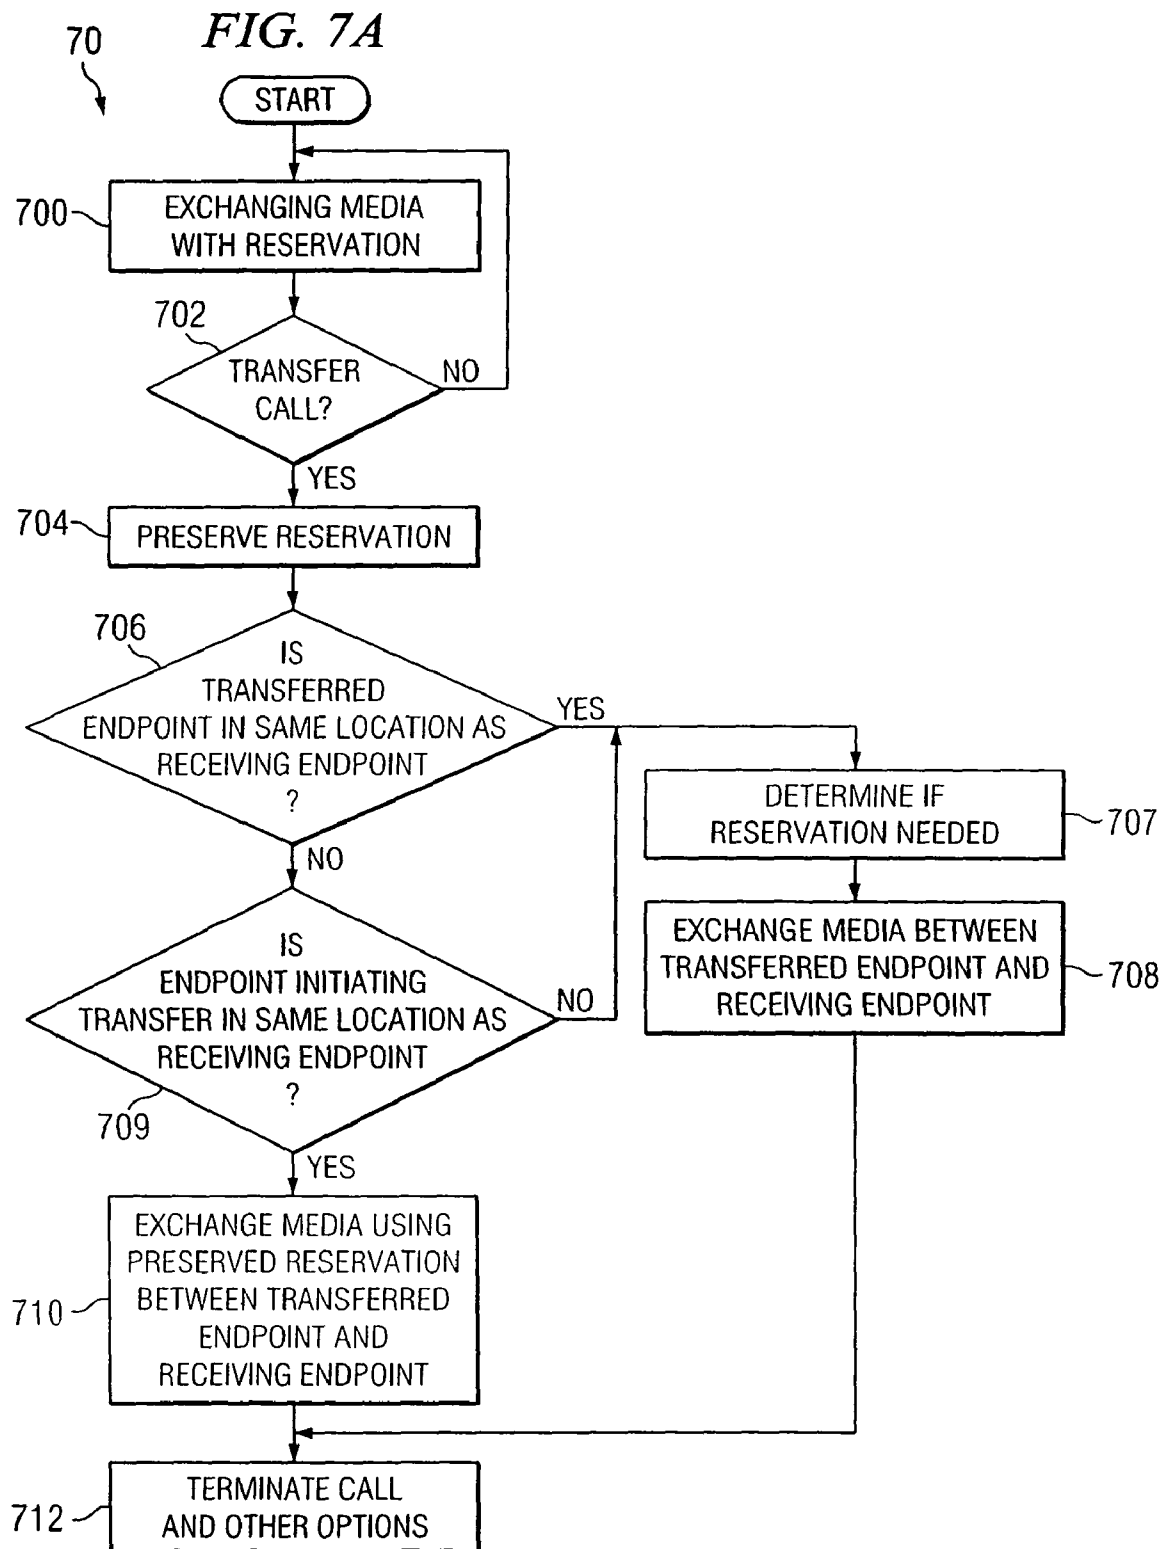 FIG. 7A
70
START
700
EXCHANGING MEDIA
WITH RESERVATION
702
TRANSFER
CALL?
NO
YES
704
PRESERVE RESERVATION
706
IS
TRANSFERRED
ENDPOINT IN SAME LOCATION AS
RECEIVING ENDPOINT
?
YES
NO
DETERMINE IF
RESERVATION NEEDED
707
EXCHANGE MEDIA BETWEEN
TRANSFERRED ENDPOINT AND
RECEIVING ENDPOINT
708
IS
ENDPOINT INITIATING
TRANSFER IN SAME LOCATION AS
RECEIVING ENDPOINT
?
NO
709
YES
710
EXCHANGE MEDIA USING
PRESERVED RESERVATION
BETWEEN TRANSFERRED
ENDPOINT AND
RECEIVING ENDPOINT
712
TERMINATE CALL
AND OTHER OPTIONS